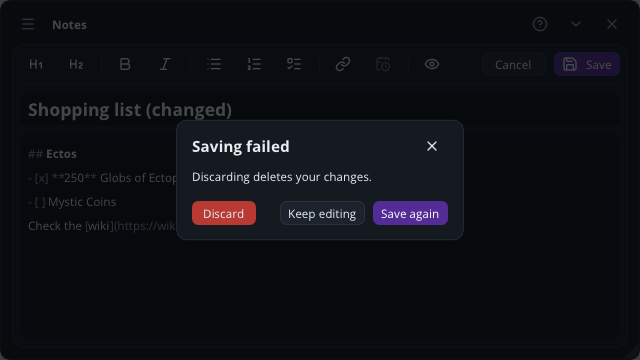 Notes
H1 H2 B I Cancel Save
Shopping list (changed)
## Ectos
- [x] **250** Globs of Ectop
- [ ] Mystic Coins
Check the [wiki](https://wik
Saving failed
Discarding deletes your changes.
Discard Keep editing Save again